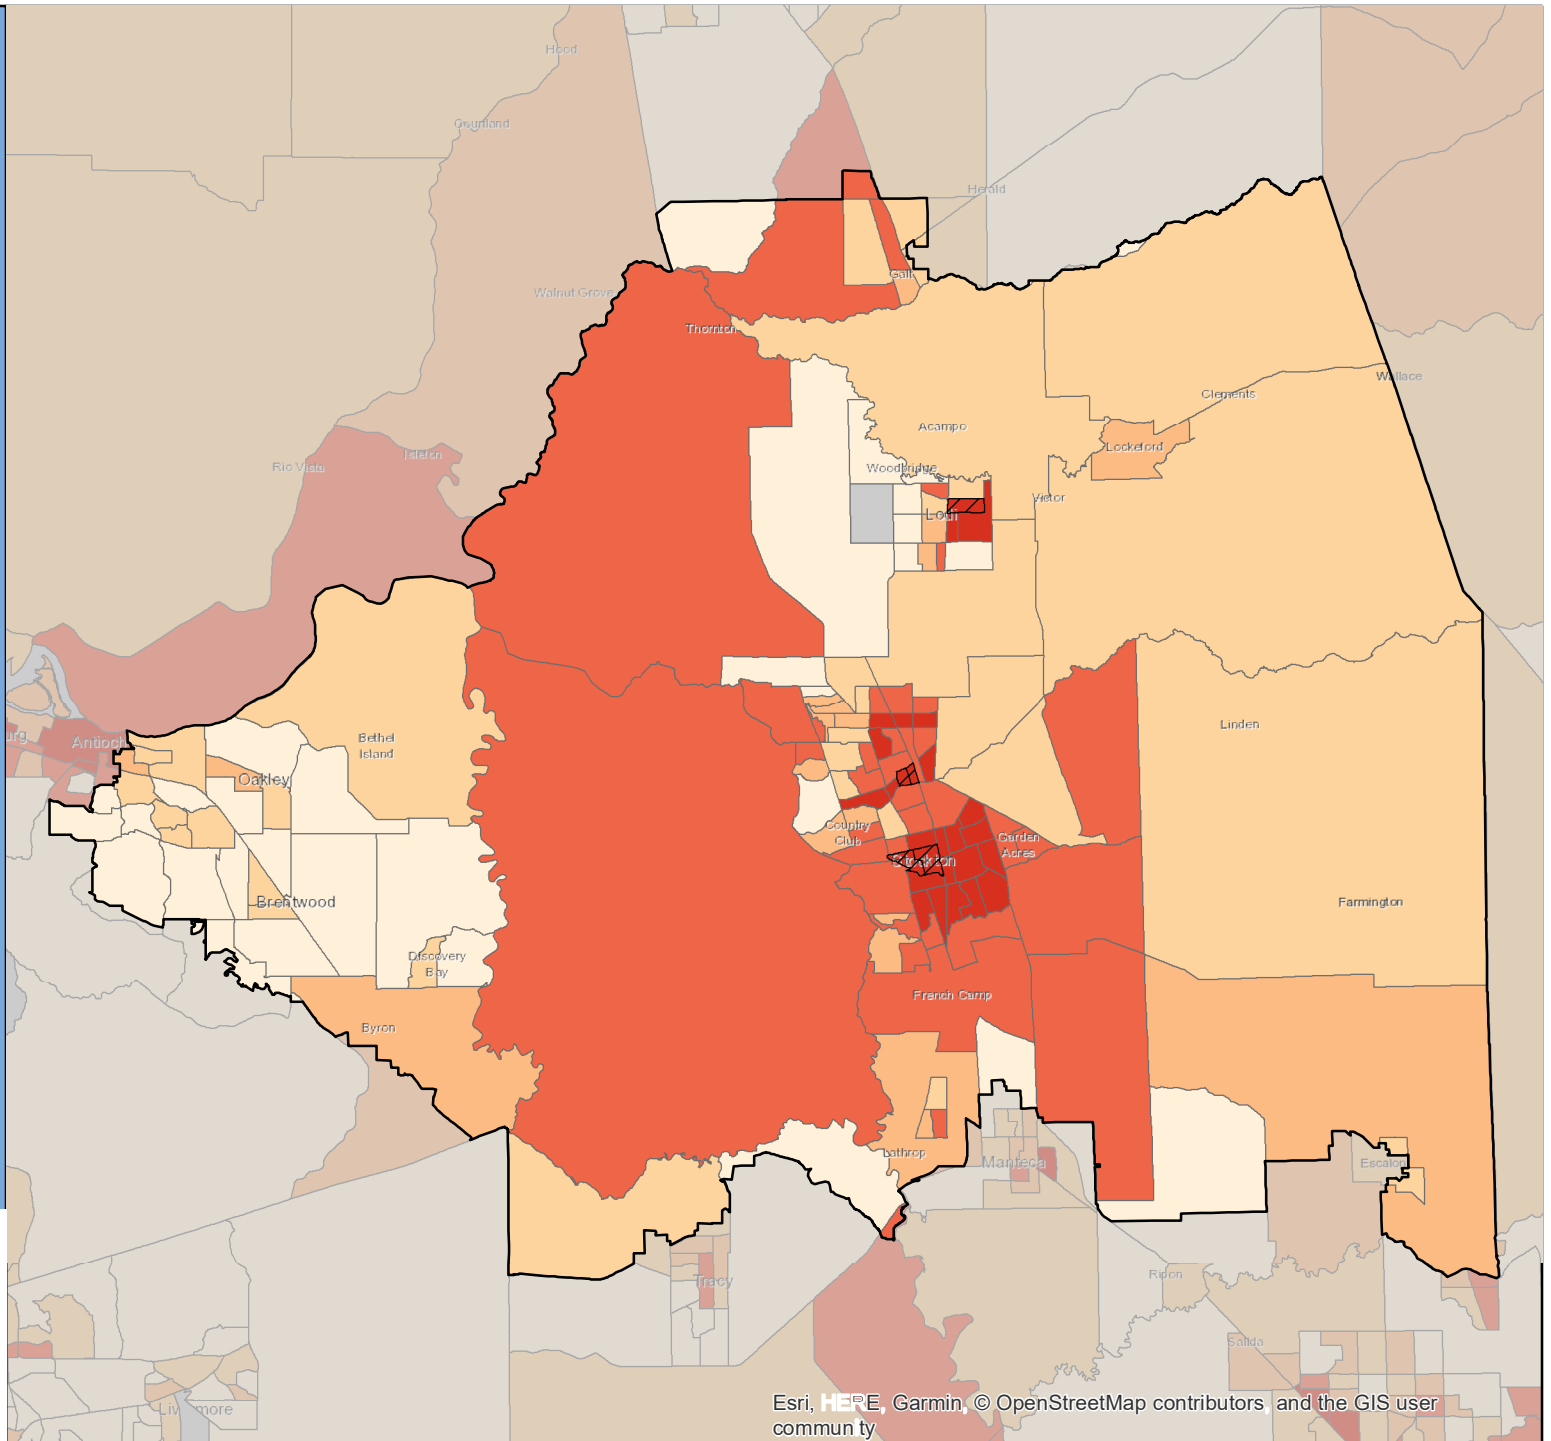 Hood
Courtland
Herald
Walnut Grove
Galt
Thornton
Wallace
Clements
Acampo
Lockeford
Rio Vista
Isleton
Woodbridge
Victor
Lodi
Linden
Antioch
Bethel
Island
Oakley
Country
Club
Garden
Acres
Stockton
Brentwood
Farmington
Discovery
Bay
French Camp
Byron
Lathrop
Manteca
Escalon
Tracy
Ripon
Salida
Livermore
Esri, HERE, Garmin, © OpenStreetMap contributors, and the GIS user
community